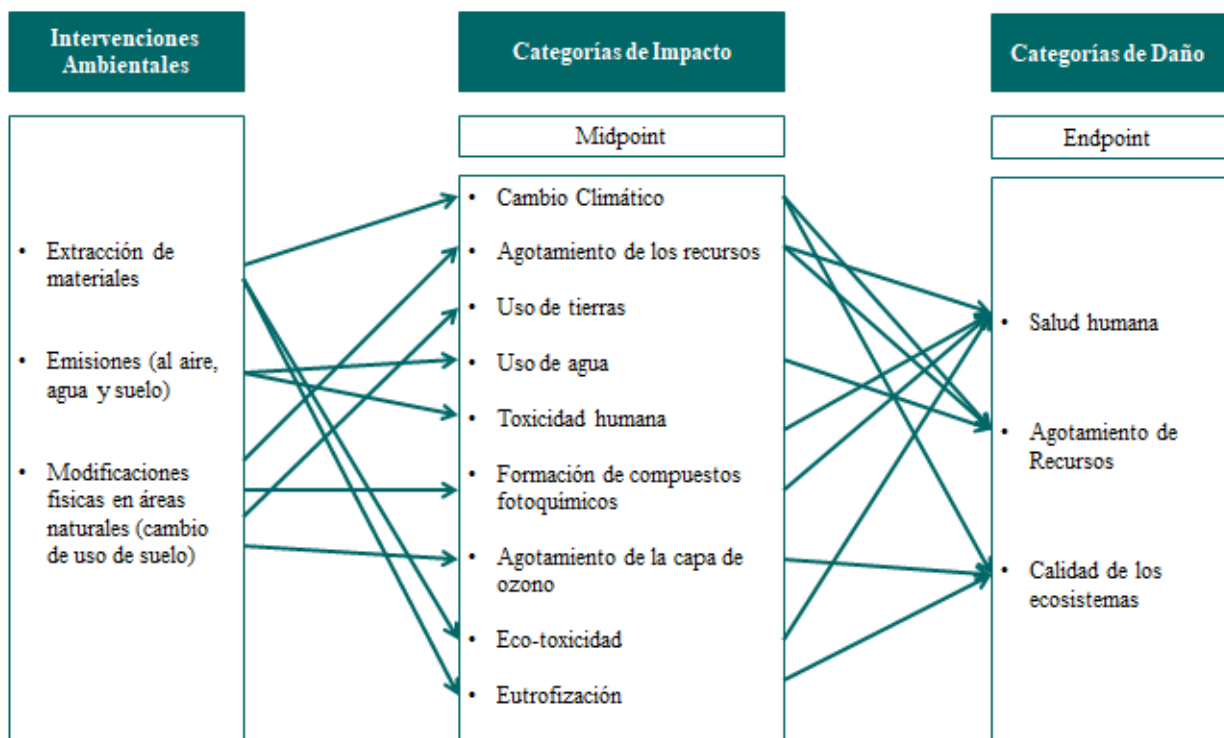 Intervenciones
Ambientales
Categorías de Impacto
Categorías de Daño
Midpoint
Endpoint
• Extracción de
materiales
• Emisiones (al aire,
agua y suelo)
• Modificaciones
fisicas en áreas
naturales (cambio
de uso de suelo)
• Cambio Climático
• Agotamiento de los recursos
• Uso de tierras
• Uso de agua
• Toxicidad humana
• Formación de compuestos
fotoquímicos
• Agotamiento de la capa de
ozono
• Eco-toxicidad
• Eutrofización
• Salud humana
• Agotamiento de
Recursos
• Calidad de los
ecosistemas